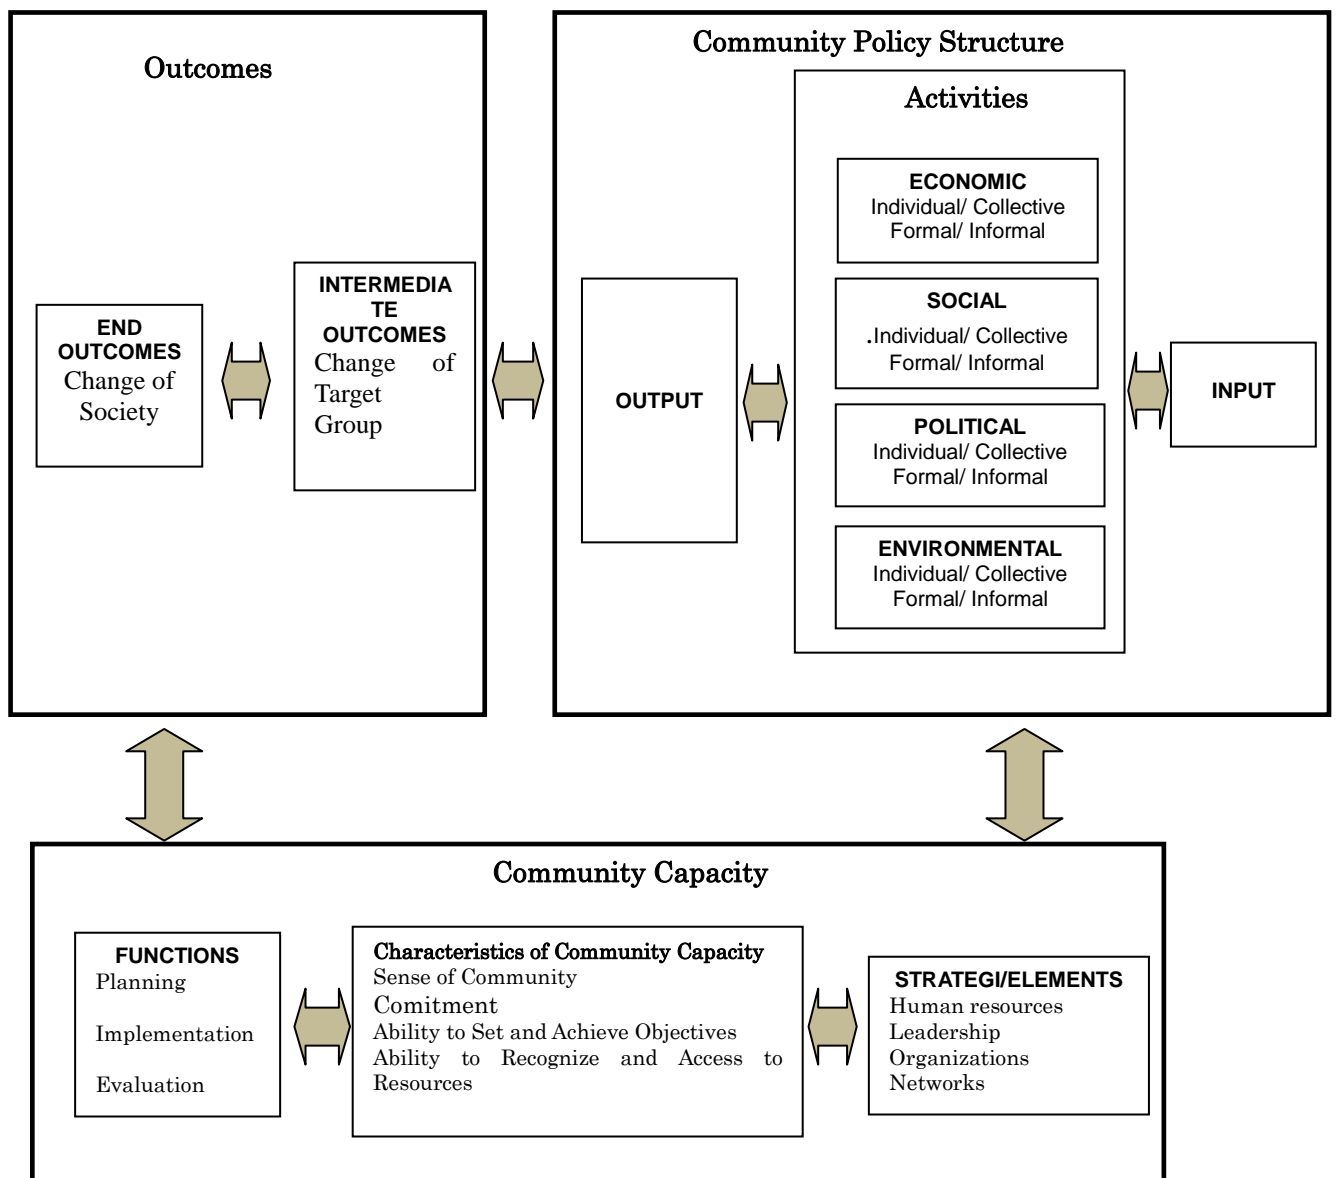 Outcomes
END
OUTCOMES
Change of
Society
INTERMEDIA
TE
OUTCOMES
Change of
Target
Group
Community Policy Structure
OUTPUT
Activities
ECONOMIC
Individual/ Collective
Formal/ Informal
SOCIAL
.Individual/ Collective
Formal/ Informal
POLITICAL
Individual/ Collective
Formal/ Informal
ENVIRONMENTAL
Individual/ Collective
Formal/ Informal
INPUT
Community Capacity
FUNCTIONS
Planning
Implementation
Evaluation
Characteristics of Community Capacity
Sense of Community
Comitment
Ability to Set and Achieve Objectives
Ability to Recognize and Access to
Resources
STRATEGI/ELEMENTS
Human resources
Leadership
Organizations
Networks